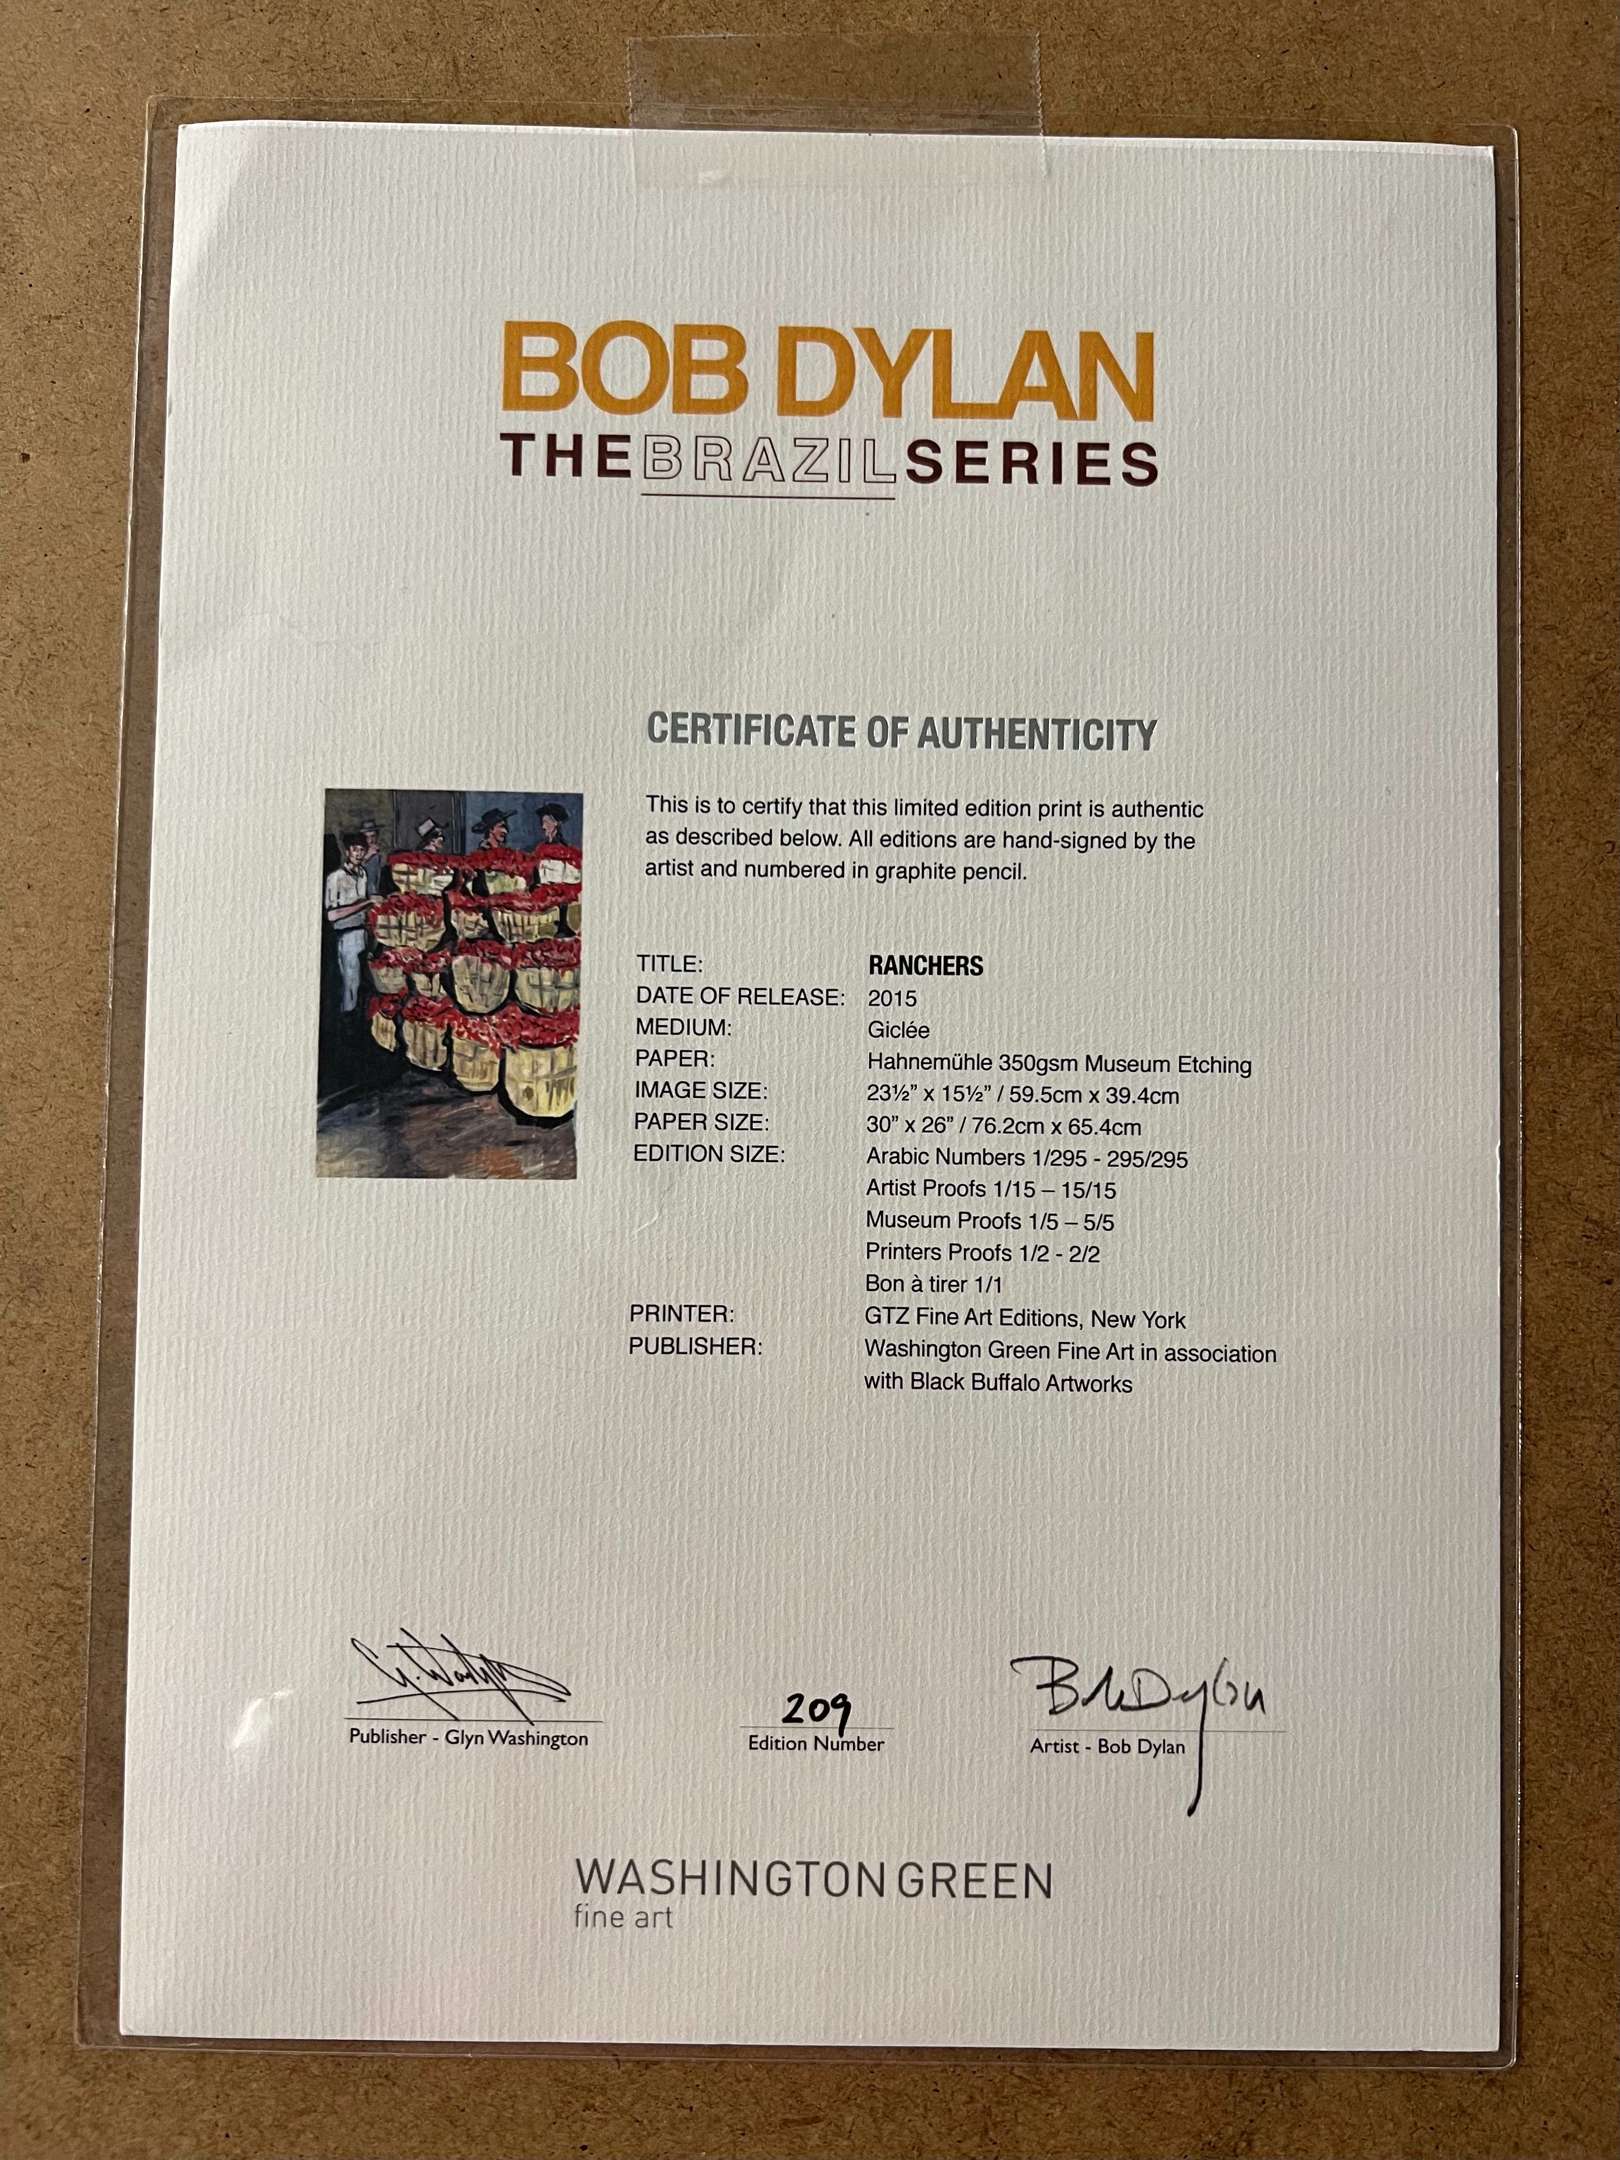 BOB DYLAN
THE BRAZIL SERIES
CERTIFICATE OF AUTHENTICITY
This is to certify that this limited edition print is authentic
as described below. All editions are hand-signed by the
artist and numbered in graphite pencil.
TITLE: RANCHERS
DATE OF RELEASE: 2015
MEDIUM: Giclée
PAPER: Hahnemühle 350gsm Museum Etching
IMAGE SIZE: 23½” x 15½” / 59.5cm x 39.4cm
PAPER SIZE: 30” x 26” / 76.2cm x 65.4cm
EDITION SIZE: Arabic Numbers 1/295 - 295/295
Artist Proofs 1/15 – 15/15
Museum Proofs 1/5 – 5/5
Printers Proofs 1/2 - 2/2
Bon à tirer 1/1
PRINTER: GTZ Fine Art Editions, New York
PUBLISHER: Washington Green Fine Art in association
with Black Buffalo Artworks
209 Bob Dylan
Publisher - Glyn Washington Edition Number Artist - Bob Dylan
WASHINGTON GREEN
fine art